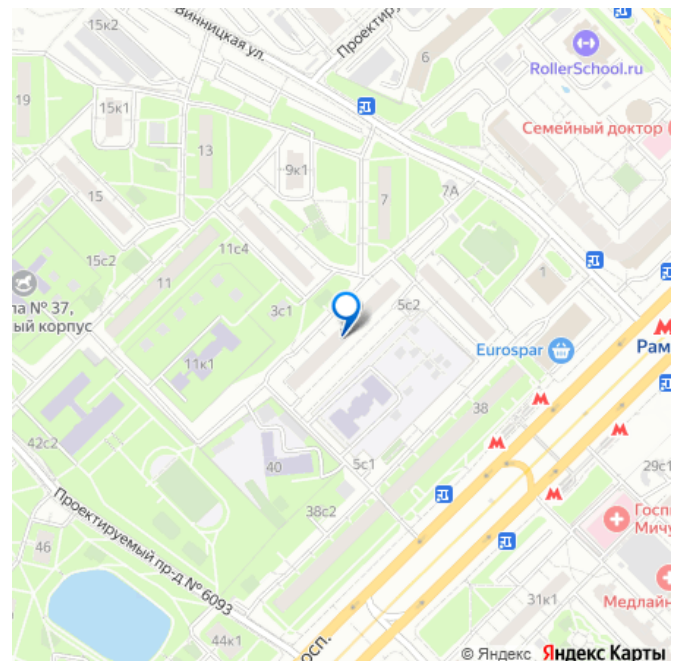 15к2
Винницкая ул.
6
RollerSchool.ru
19
15к1
13
Семейный доктор
9к1
7
7А
15
15с2
11с4
11
3с1
5с2
1
ла № 37,
ый корпус
Eurospar
Рам
11к1
38
42с2
40
5с1
29с1
38с2
Госп
Мичу
46
Проектируемый пр-д № 6093
31к1
Медлайн
44к1
осп.
© Яндекс Яндекс Карты